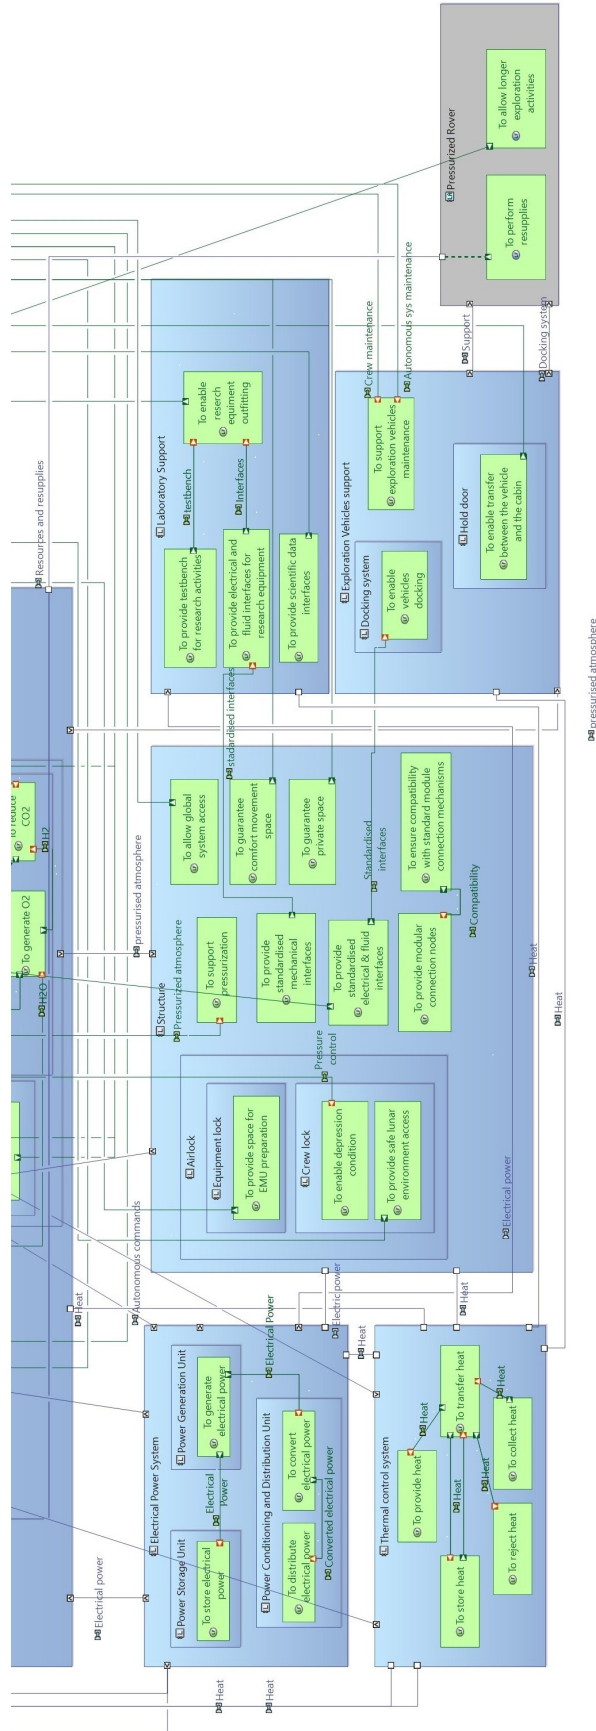 Resources and resupplies
To reduce
CO2
H2
To generate O2
H2O
Heat
Electrical power
Autonomous commands
pressurised atmosphere
Electrical Power System
Power Storage Unit
To store electrical
power
Electrical
Power
Power Generation Unit
To generate
electrical power
Electrical Power
Power Conditioning and Distribution Unit
To distribute
electrical power
To convert
electrical power
Converted electrical power
Electric power
Heat
Heat
Heat
Thermal control system
To store heat
To provide heat
Heat
To transfer heat
Heat
Heat
Heat
To reject heat
To collect heat
Heat
Structure
Pressurized atmosphere
Airlock
Equipment lock
To provide space for
EMU preparation
Crew lock
To enable depression
condition
To provide safe lunar
environment access
Pressure
control
To support
pressurization
To provide
standardised
mechanical
interfaces
To provide
standardised
electrical & fluid
interfaces
To provide modular
connection nodes
To allow global
system access
To guarantee
comfort movement
space
To guarantee
private space
To ensure compatibility
with standard module
connection mechanisms
Compatibility
stadardised interfaces
Standardised
interfaces
Electrical power
Heat
Heat
Laboratory Support
To provide testbench
for research activities
testbench
To enable
reserch
equiment
outfitting
To provide electrical and
fluid interfaces for
research equipment
Interfaces
To provide scientific data
interfaces
Exploration Vehicles support
Docking system
To enable
vehicles
docking
To support
exploration vehicles
maintenance
Crew maintenance
Autonomous sys maintenance
Hold door
To enable transfer
between the vehicle
and the cabin
Support
Docking system
pressurised atmosphere
Pressurized Rover
To perform
resupplies
To allow longer
exploration
activities